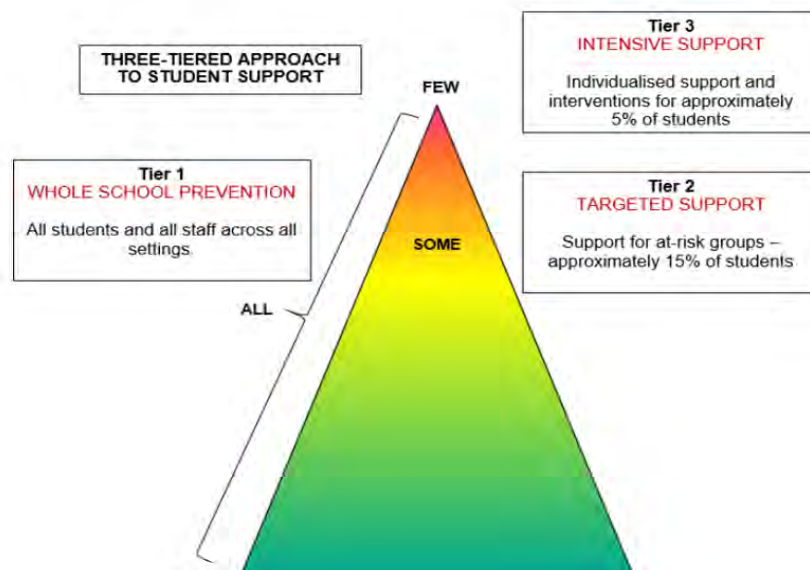 THREE-TIERED APPROACH
TO STUDENT SUPPORT
Tier 3
INTENSIVE SUPPORT
Individualised support and
interventions for approximately
5% of students
FEW
Tier 1
WHOLE SCHOOL PREVENTION
All students and all staff across all
settings
Tier 2
TARGETED SUPPORT
Support for at-risk groups –
approximately 15% of students
SOME
ALL